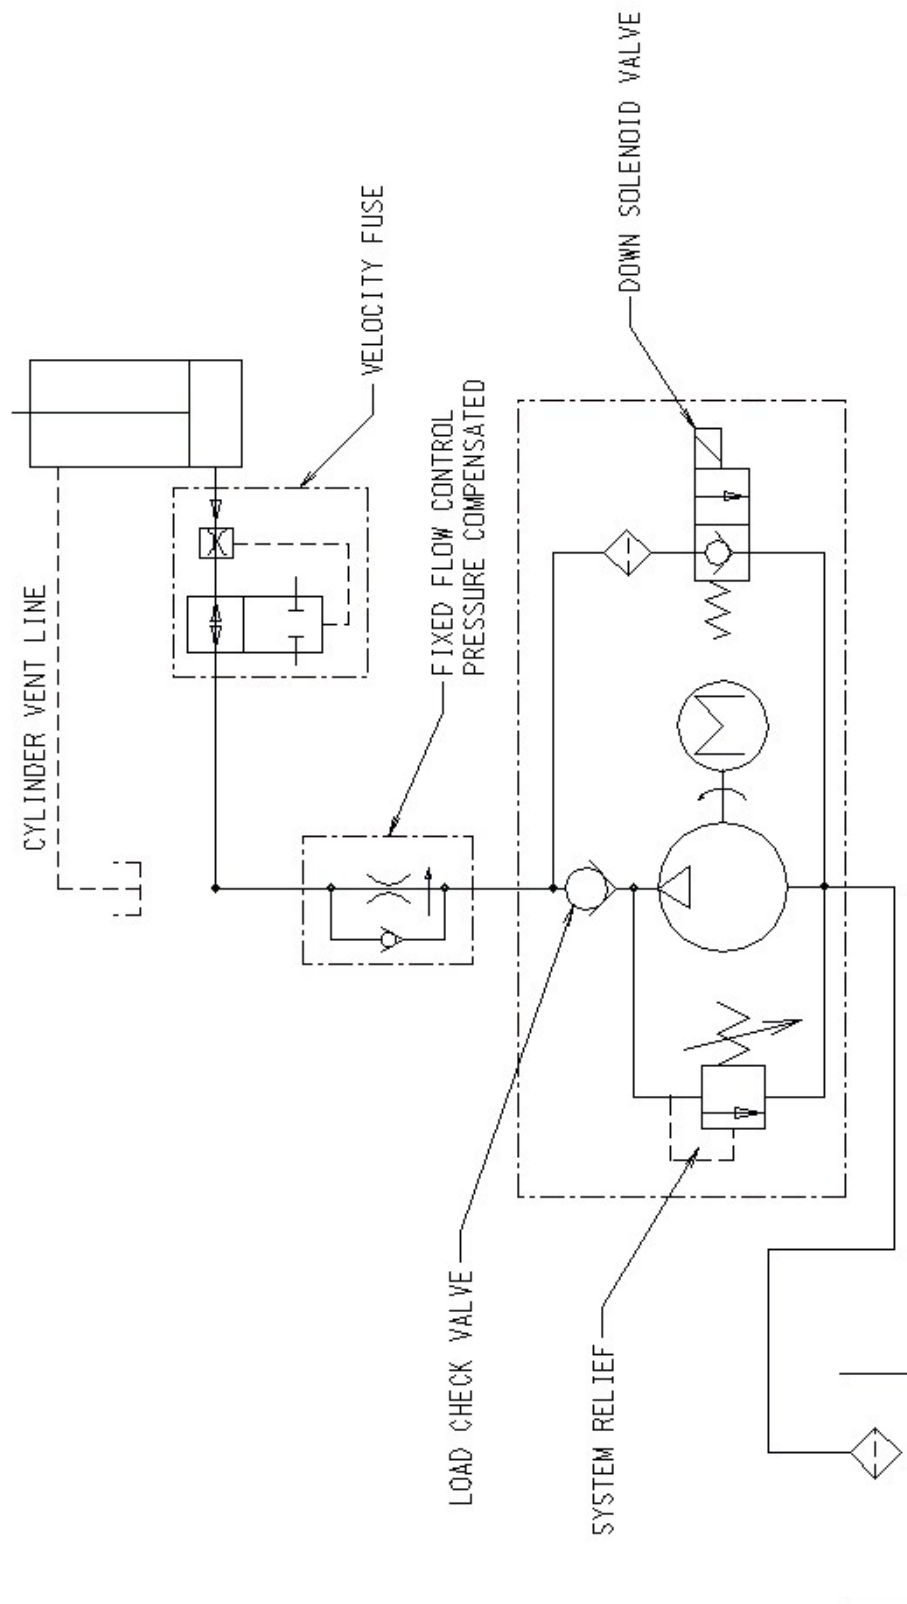 CYLINDER VENT LINE
VELOCITY FUSE
FIXED FLOW CONTROL
PRESSURE COMPENSATED
DOWN SOLENOID VALVE
M
LOAD CHECK VALVE
SYSTEM RELIEF